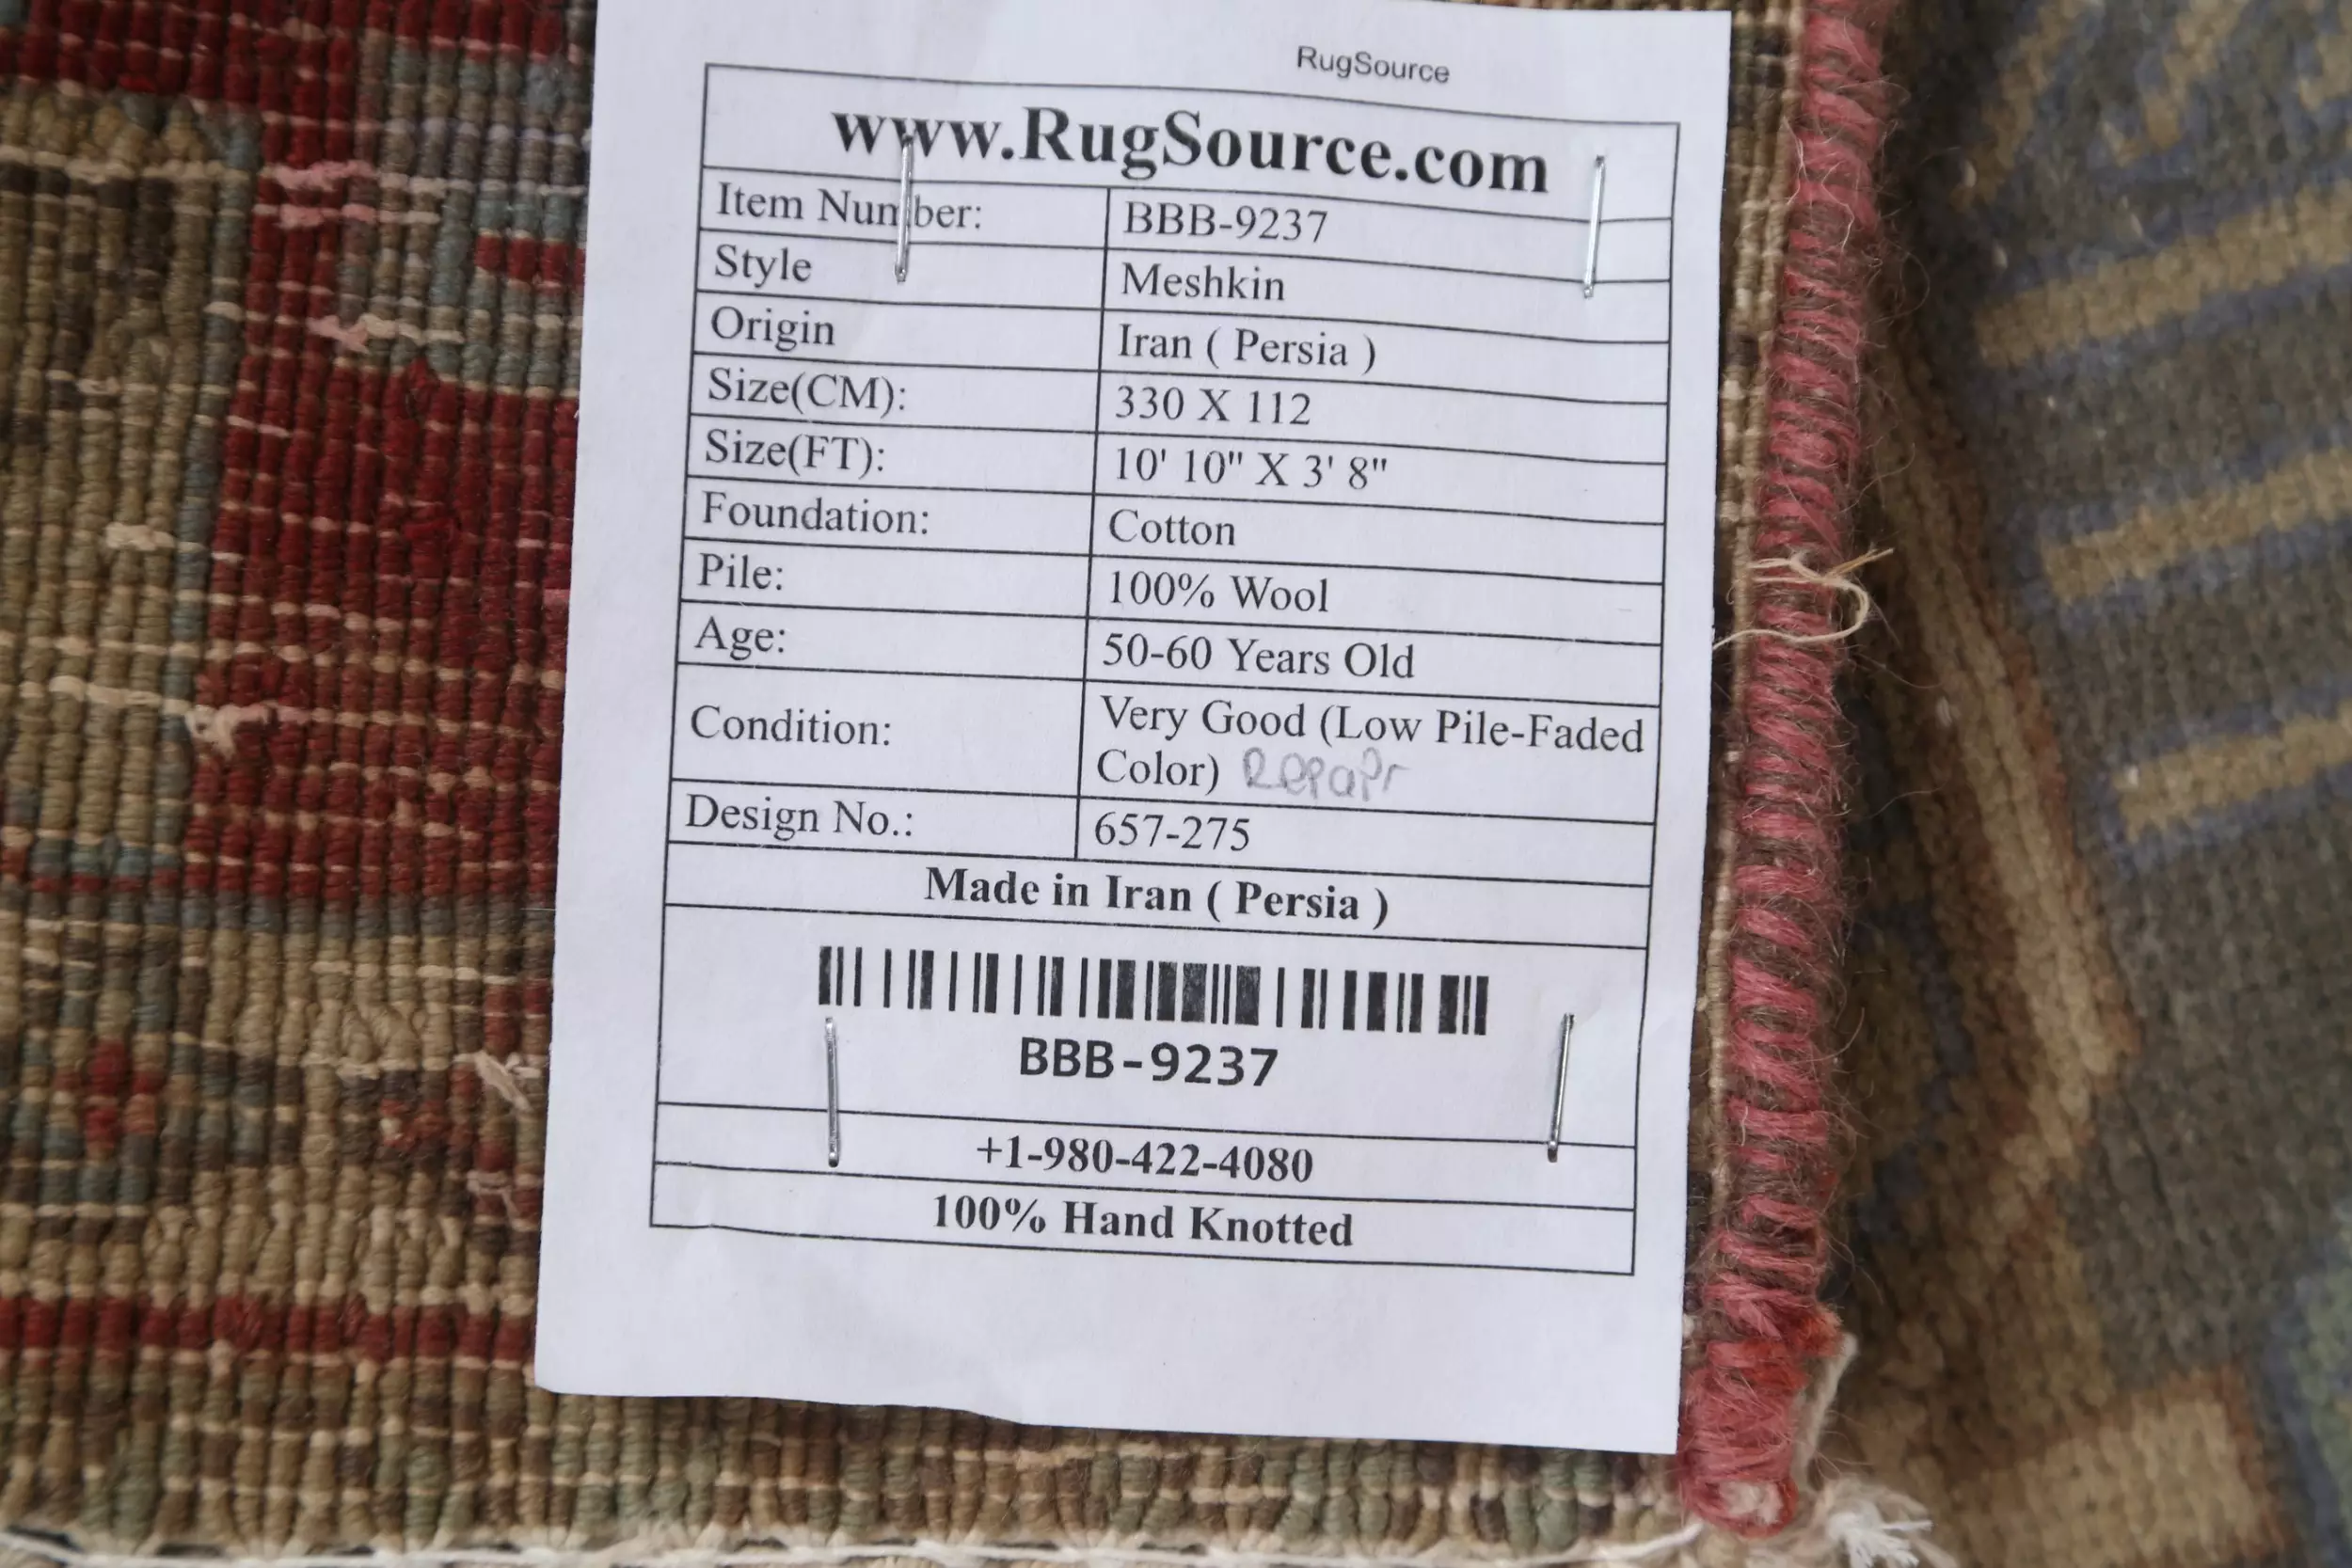 RugSource
www.RugSource.com
Item Number: BBB-9237
Style Meshkin
Origin Iran ( Persia )
Size(CM): 330 X 112
Size(FT): 10' 10" X 3' 8"
Foundation: Cotton
Pile: 100% Wool
Age: 50-60 Years Old
Condition: Very Good (Low Pile-Faded
Color) Repair
Design No.: 657-275
Made in Iran ( Persia )
BBB-9237
+1-980-422-4080
100% Hand Knotted